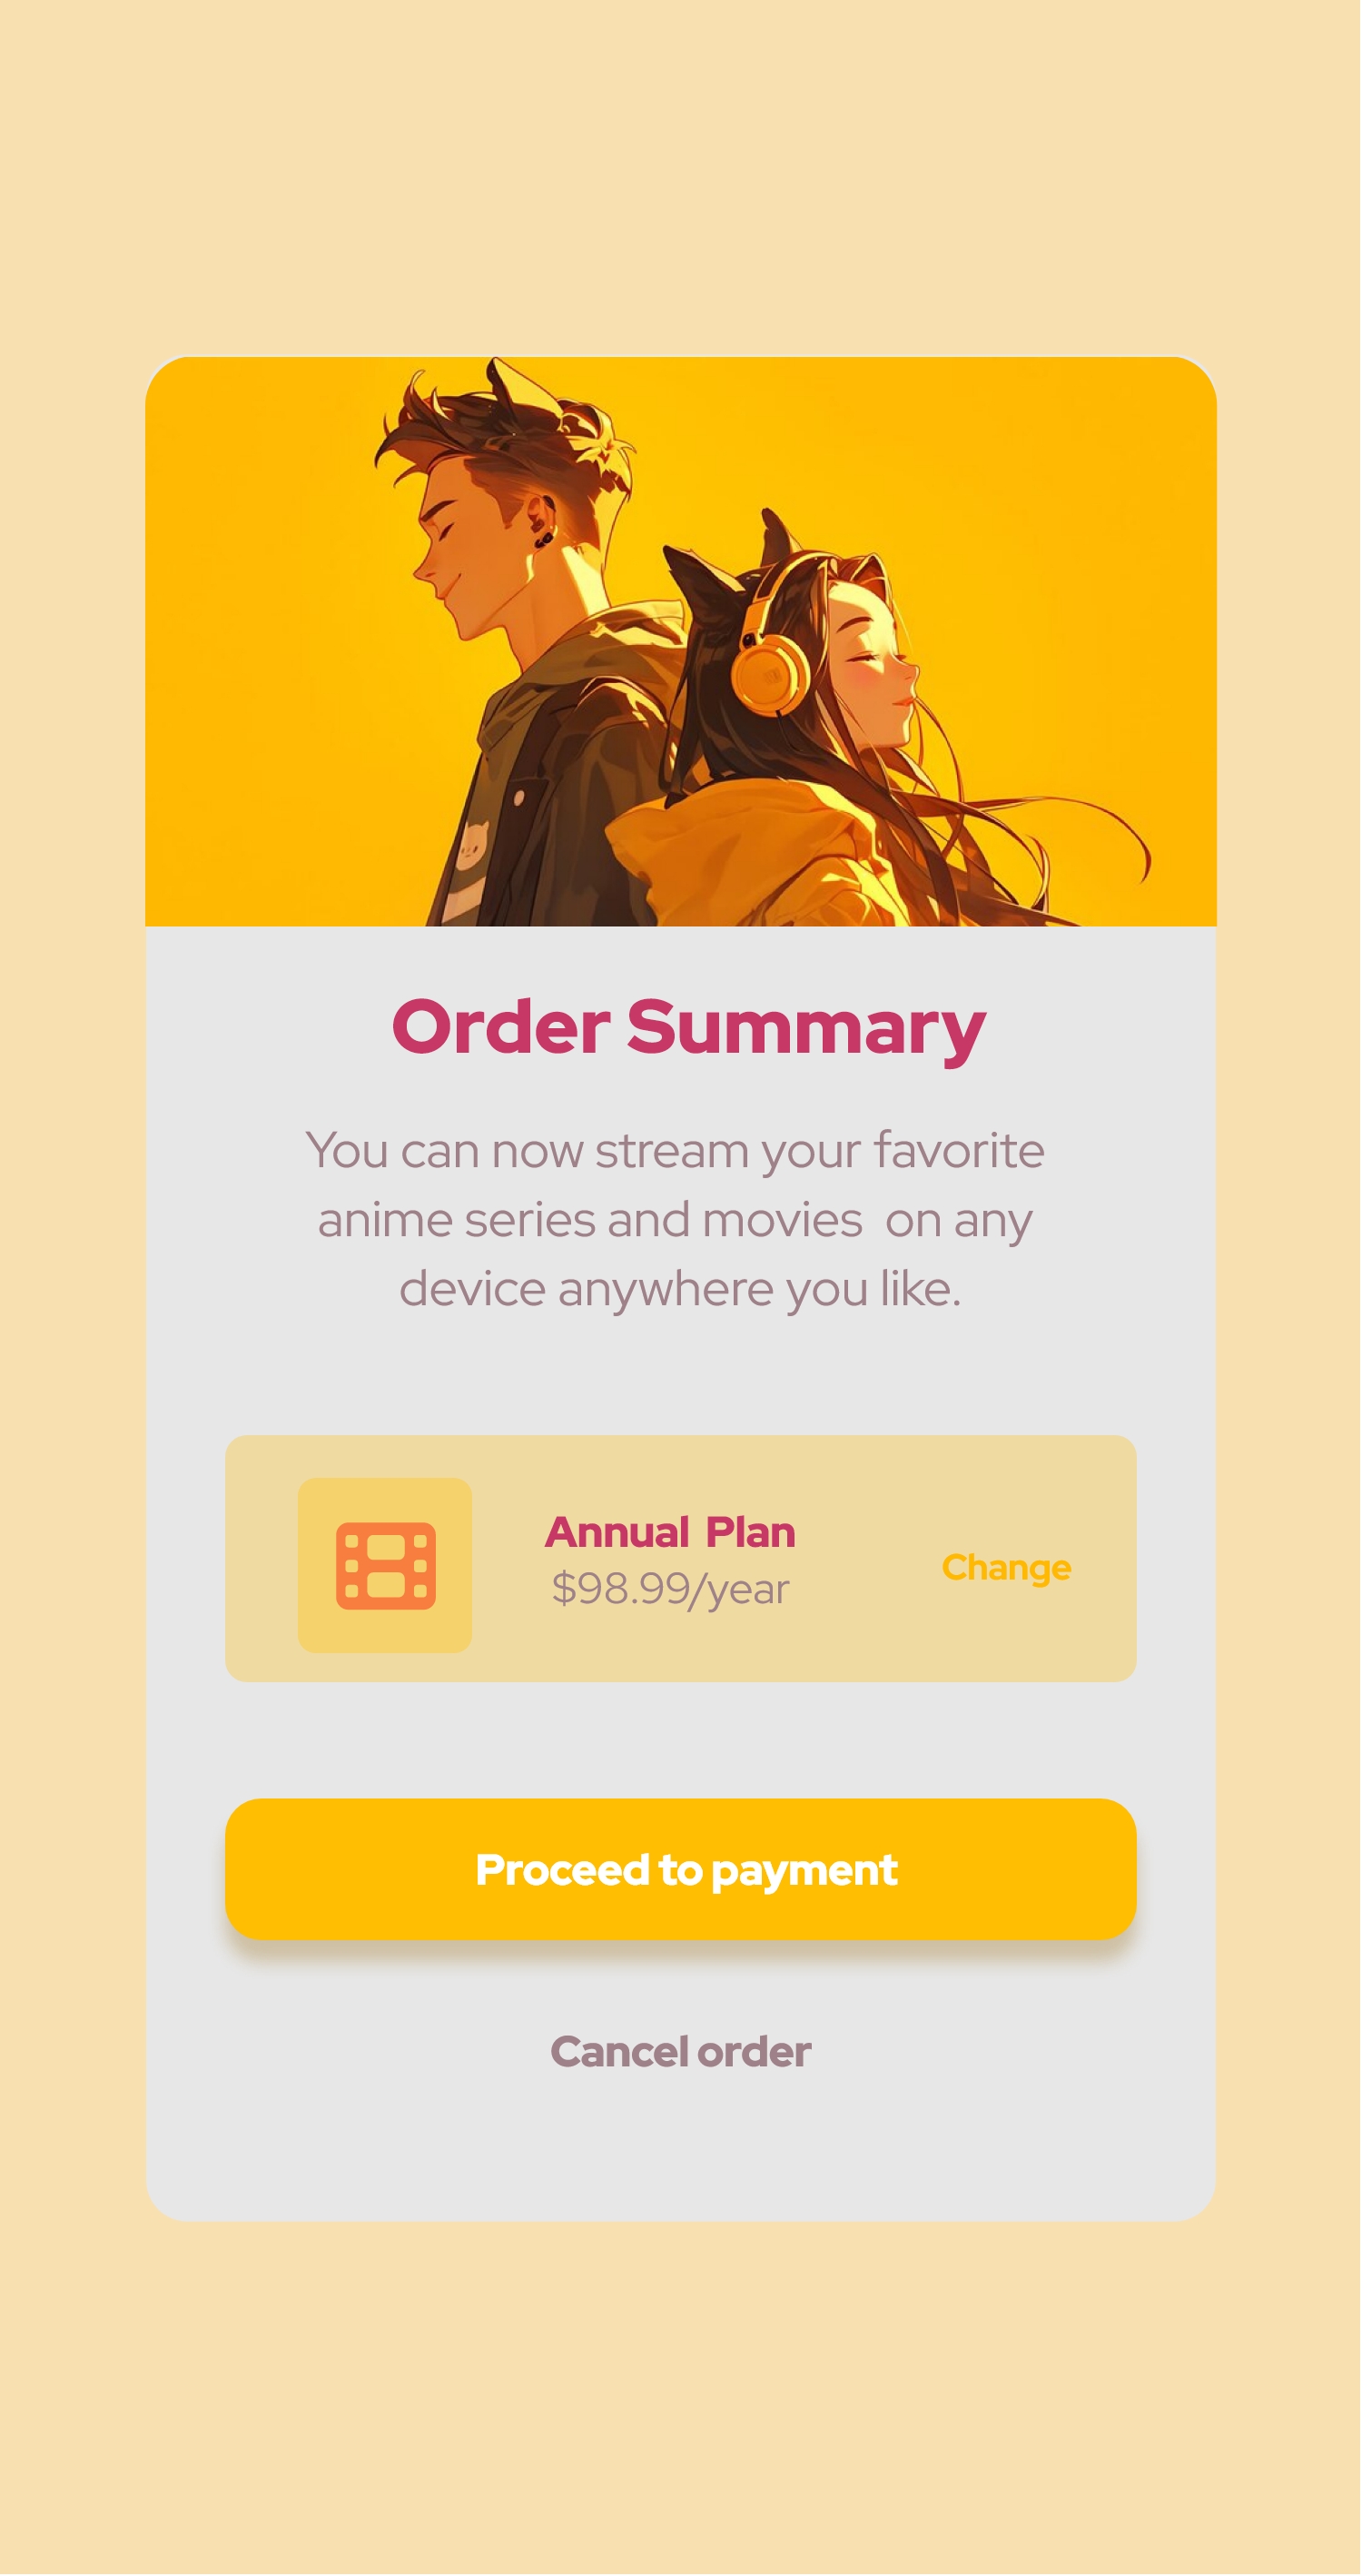 Order Summary
You can now stream your favorite
anime series and movies  on any
device anywhere you like.
Annual Plan
$98.99/year
Change
Proceed to payment
Cancel order